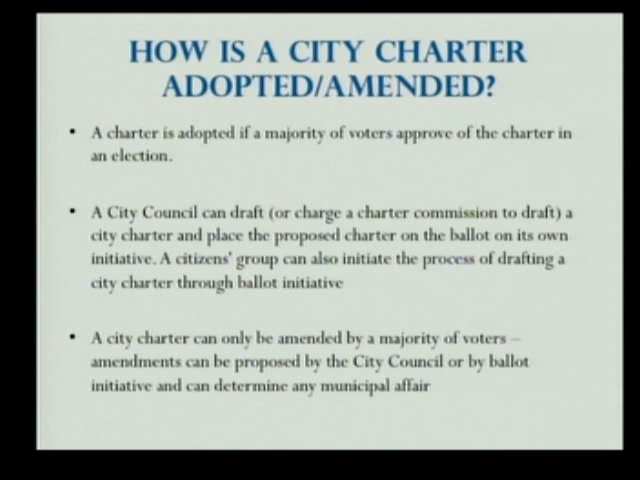 HOW IS A CITY CHARTER
ADOPTED/AMENDED?
• A charter is adopted if a majority of voters approve of the charter in
an election.
• A City Council can draft (or charge a charter commission to draft) a
city charter and place the proposed charter on the ballot on its own
initiative. A citizens' group can also initiate the process of drafting a
city charter through ballot initiative
• A city charter can only be amended by a majority of voters –
amendments can be proposed by the City Council or by ballot
initiative and can determine any municipal affair